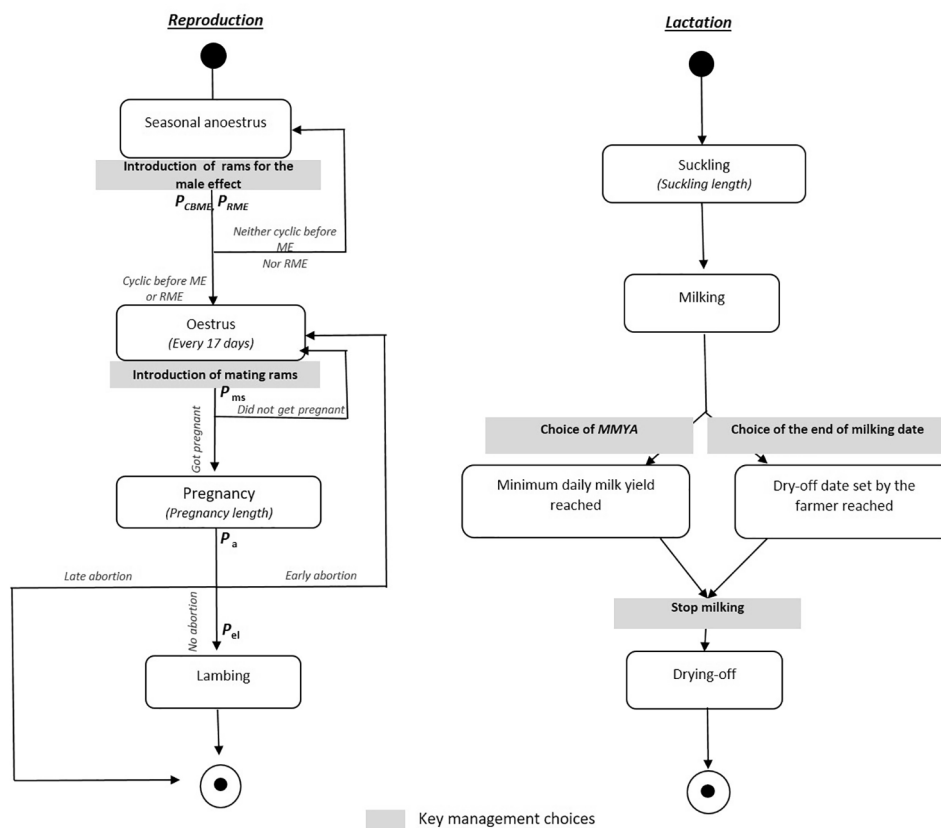 Reproduction
Seasonal anoestrus
Introduction of rams for the
male effect
PCBME, PRME
Neither cyclic before
ME
Nor RME
Cyclic before ME
or RME
Oestrus
(Every 17 days)
Introduction of mating rams
Pms
Did not get pregnant
Got pregnant
Pregnancy
(Pregnancy length)
Pa
Late abortion
Early abortion
No abortion
Pel
Lambing
Lactation
Suckling
(Suckling length)
Milking
Choice of MMYA
Choice of the end of milking date
Minimum daily milk yield
reached
Dry-off date set by the
farmer reached
Stop milking
Drying-off
Key management choices